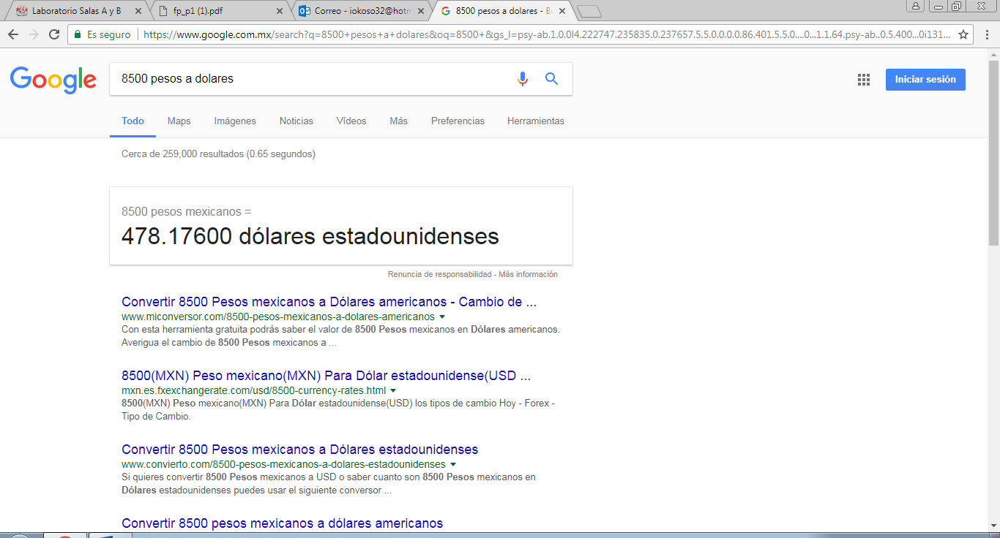 Laboratorio Salas A y B
fp_p1 (1).pdf
Correo - iokoso32@hotm
8500 pesos a dolares - B
Es seguro
https://www.google.com.mx/search?q=8500+pesos+a+dolares&oq=8500+&gs_l=psy-ab.1.0.0l4.222747.235835.0.237657.5.5.0.0.0.0.86.401.5.5.0....0...1.1.64.psy-ab..0.5.400...0i131...
Google
8500 pesos a dolares
Iniciar sesión
Todo Maps Imágenes Noticias Vídeos Más Preferencias Herramientas
Cerca de 259,000 resultados (0.65 segundos)
8500 pesos mexicanos =
478.17600 dólares estadounidenses
Renuncia de responsabilidad - Más información
Convertir 8500 Pesos mexicanos a Dólares americanos - Cambio de ...
www.miconversor.com/8500-pesos-mexicanos-a-dolares-americanos
Con esta herramienta gratuita podrás saber el valor de 8500 Pesos mexicanos en Dólares americanos.
Averigua el cambio de 8500 Pesos mexicanos a ...
8500(MXN) Peso mexicano(MXN) Para Dólar estadounidense(USD ...
mxn.es.fxexchangerate.com/usd/8500-currency-rates.html
8500(MXN) Peso mexicano(MXN) Para Dólar estadounidense(USD) los tipos de cambio Hoy - Forex -
Tipo de Cambio.
Convertir 8500 Pesos mexicanos a Dólares estadounidenses
www.convierto.com/8500-pesos-mexicanos-a-dolares-estadounidenses
Si quieres convertir 8500 Pesos mexicanos a USD o saber cuanto son 8500 Pesos mexicanos en
Dólares estadounidenses puedes usar el siguiente conversor ...
Convertir 8500 pesos mexicanos a dólares americanos